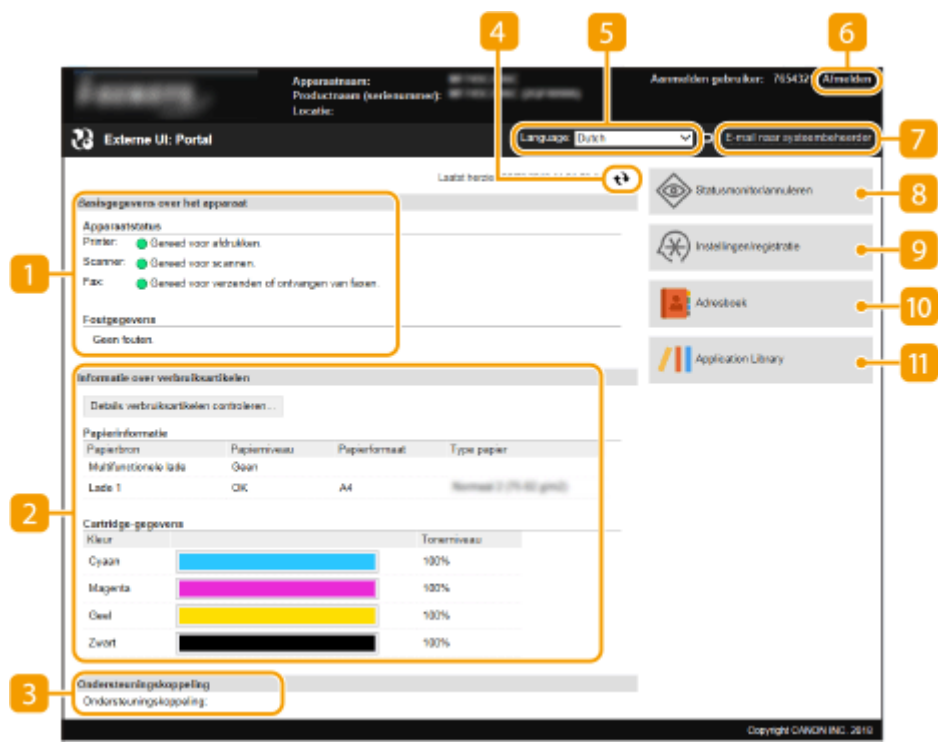 4
5
6
Apparaatnaam:
Productnaam (serienummer):
Locatie:
Aanmelden gebruiker: 765432
Afmelden
Externe UI: Portal
Language: Dutch
E-mail naar systeembeheerder
7
Laatst herzie
Basisgegevens over het apparaat
Apparaatstatus
Printer: Gereed voor afdrukken.
Scanner: Gereed voor scannen.
Fax: Gereed voor verzenden of ontvangen van faxen.
1
Foutgegevens
Geen fouten.
Statusmonitor/annuleren
8
Instellingen/registratie
9
Adresboek
10
Application Library
11
Informatie over verbruiksartikelen
Details verbruiksartikelen controleren...
Papierinformatie
Papierbron Papierniveau Papierformaat Type papier
Multifunctionele lade Geen
Lade 1 OK A4
2
Cartridge-gegevens
Kleur Tonerniveau
Cyaan 100%
Magenta 100%
Geel 100%
Zwart 100%
3
Ondersteuningskoppeling
Ondersteuningskoppeling:
Copyright CANON INC. 2018